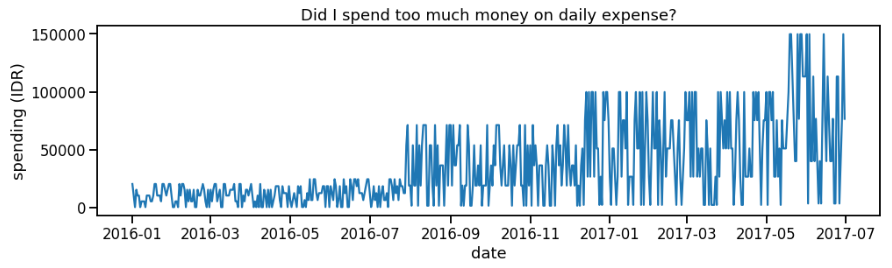 Did I spend too much money on daily expense?
spending (IDR)
150000
100000
50000
0
2016-01 2016-03 2016-05 2016-07 2016-09 2016-11 2017-01 2017-03 2017-05 2017-07
date